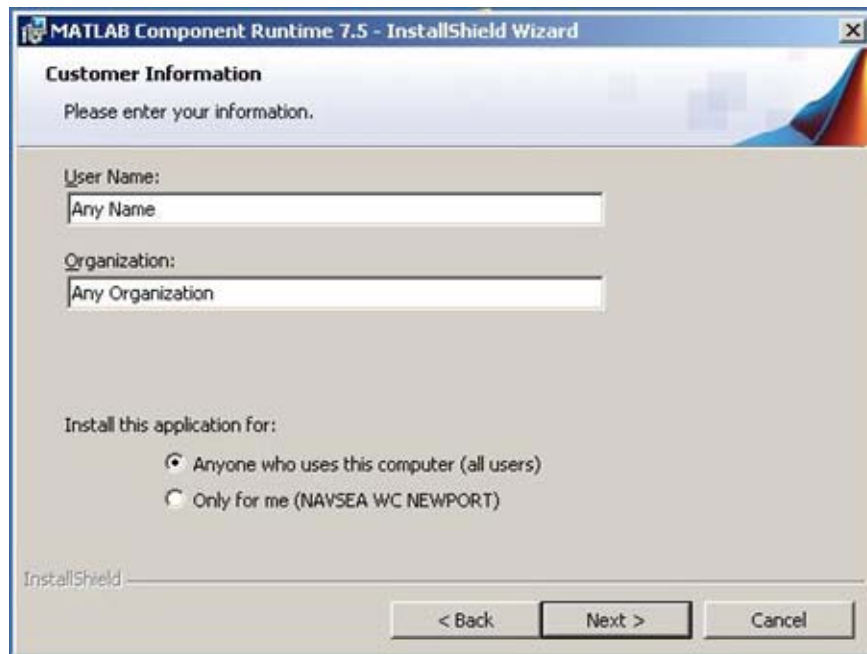 MATLAB Component Runtime 7.5 - InstallShield Wizard
Customer Information
Please enter your information.
User Name:
Any Name
Organization:
Any Organization
Install this application for:
Anyone who uses this computer (all users)
Only for me (NAVSEA WC NEWPORT)
InstallShield
< Back
Next >
Cancel